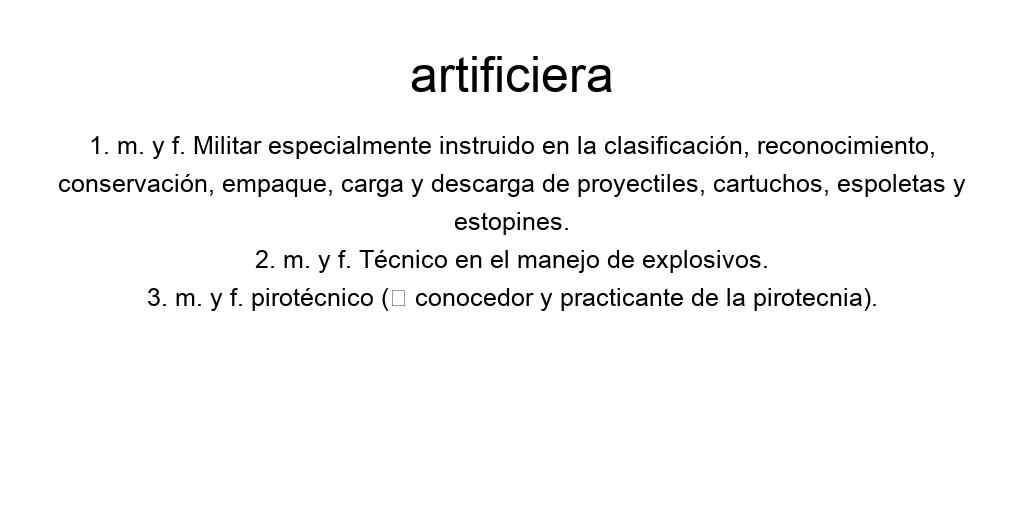 artificiera
1. m. y f. Militar especialmente instruido en la clasificación, reconocimiento,
conservación, empaque, carga y descarga de proyectiles, cartuchos, espoletas y
estopines.
2. m. y f. Técnico en el manejo de explosivos.
3. m. y f. pirotécnico (□ conocedor y practicante de la pirotecnia).